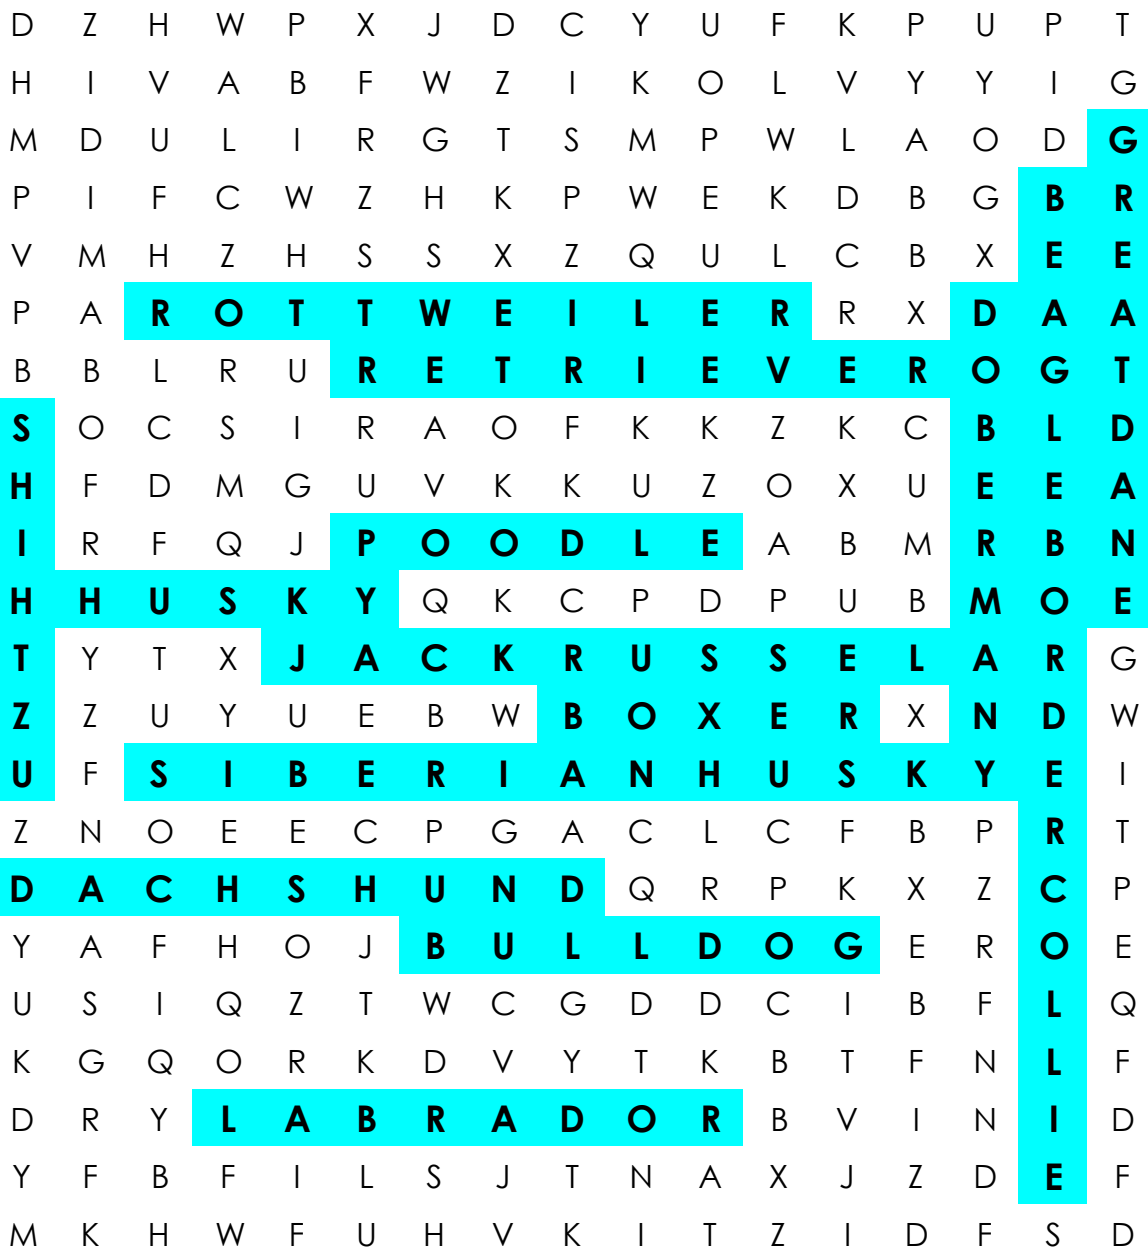 D Z H W P X J D C Y U F K P U P T
H I V A B F W Z I K O L V Y Y I G
M D U L I R G T S M P W L A O D G
P I F C W Z H K P W E K D B G B R
V M H Z H S S X Z Q U L C B X E E
P A R O T T W E I L E R R X D A A
B B L R U R E T R I E V E R O G T
S O C S I R A O F K K Z K C B L D
H F D M G U V K K U Z O X U E E A
I R F Q J P O O D L E A B M R B N
H H U S K Y Q K C P D P U B M O E
T Y T X J A C K R U S S E L A R G
Z Z U Y U E B W B O X E R X N D W
U F S I B E R I A N H U S K Y E I
Z N O E E C P G A C L C F B P R T
D A C H S H U N D Q R P K X Z C P
Y A F H O J B U L L D O G E R O E
U S I Q Z T W C G D D C I B F L Q
K G Q O R K D V Y T K B T F N L F
D R Y L A B R A D O R B V I N I D
Y F B F I L S J T N A X J Z D E F
M K H W F U H V K I T Z I D F S D